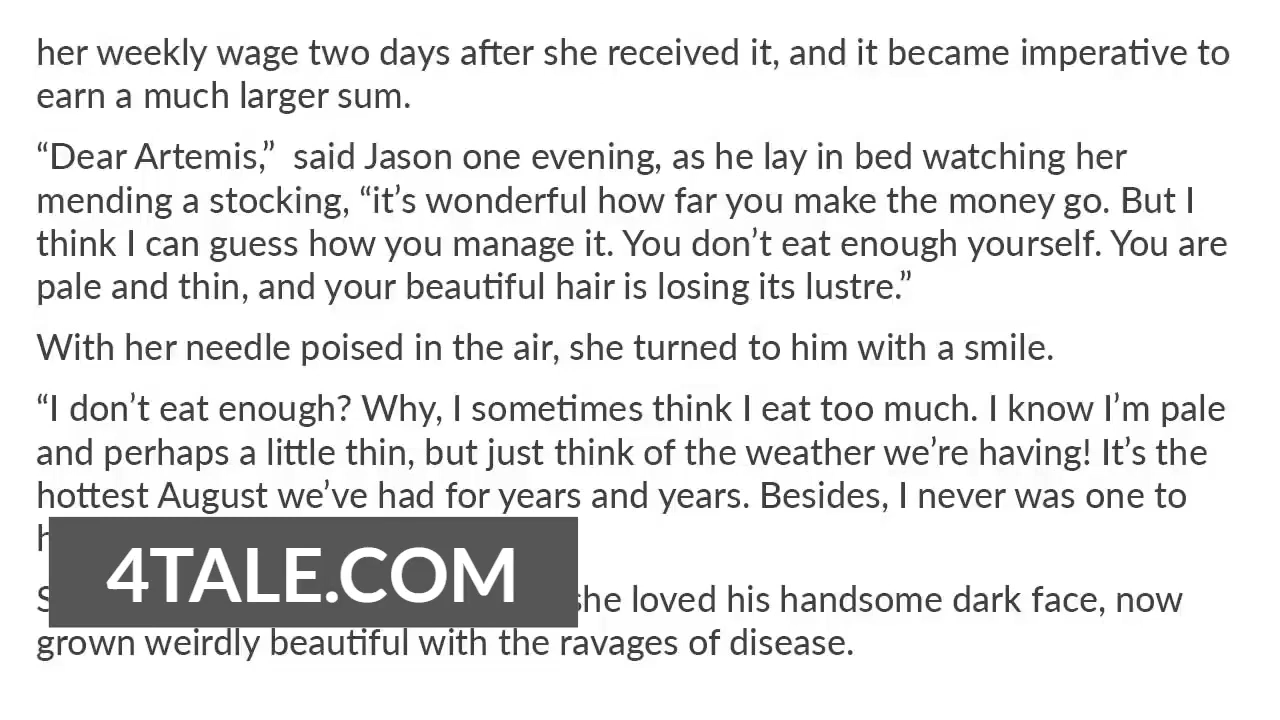 her weekly wage two days after she received it, and it became imperative to
earn a much larger sum.
“Dear Artemis,”  said Jason one evening, as he lay in bed watching her
mending a stocking, “it’s wonderful how far you make the money go. But I
think I can guess how you manage it. You don’t eat enough yourself. You are
pale and thin, and your beautiful hair is losing its lustre.”
With her needle poised in the air, she turned to him with a smile.
“I don’t eat enough? Why, I sometimes think I eat too much. I know I’m pale
and perhaps a little thin, but just think of the weather we’re having! It’s the
hottest August we’ve had for years and years. Besides, I never was one to
4TALE.COM
she loved his handsome dark face, now
grown weirdly beautiful with the ravages of disease.